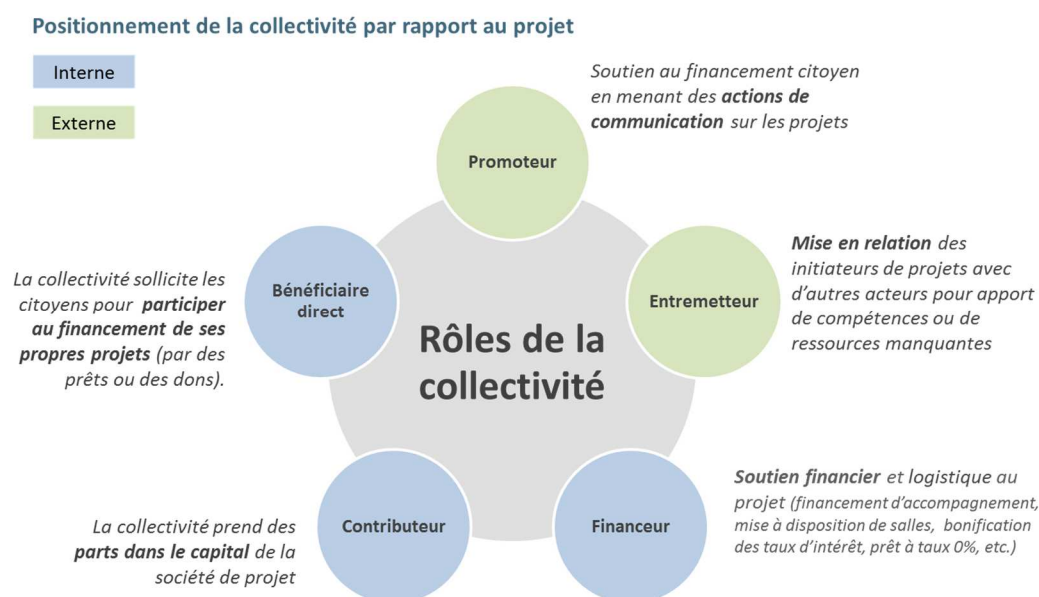 Positionnement de la collectivité par rapport au projet
Interne
Externe
Soutien au financement citoyen
en menant des actions de
communication sur les projets
Promoteur
Mise en relation des
initiateurs de projets avec
d'autres acteurs pour apport
de compétences ou de
ressources manquantes
Entremetteur
La collectivité sollicite les
citoyens pour participer
au financement de ses
propres projets (par des
prêts ou des dons).
Bénéficiaire
direct
Rôles de la
collectivité
Soutien financier et logistique au
projet (financement d'accompagnement,
mise à disposition de salles, bonification
des taux d'intérêt, prêt à taux 0%, etc.)
Financeur
Contributeur
La collectivité prend des
parts dans le capital de la
société de projet